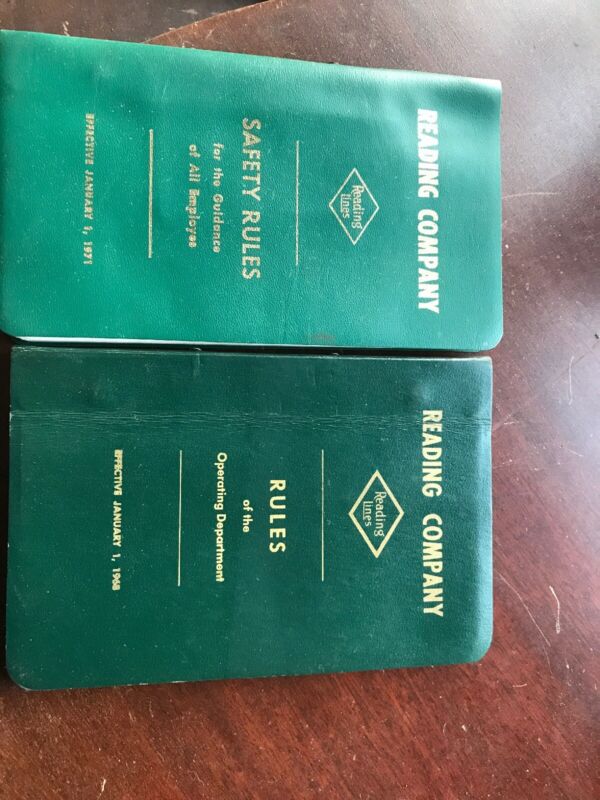 READING COMPANY
Reading
Lines
SAFETY RULES
for the Guidance
of All Employes
EFFECTIVE JANUARY 1, 1971
READING COMPANY
Reading
Lines
RULES
of the
Operating Department
EFFECTIVE JANUARY 1, 1968